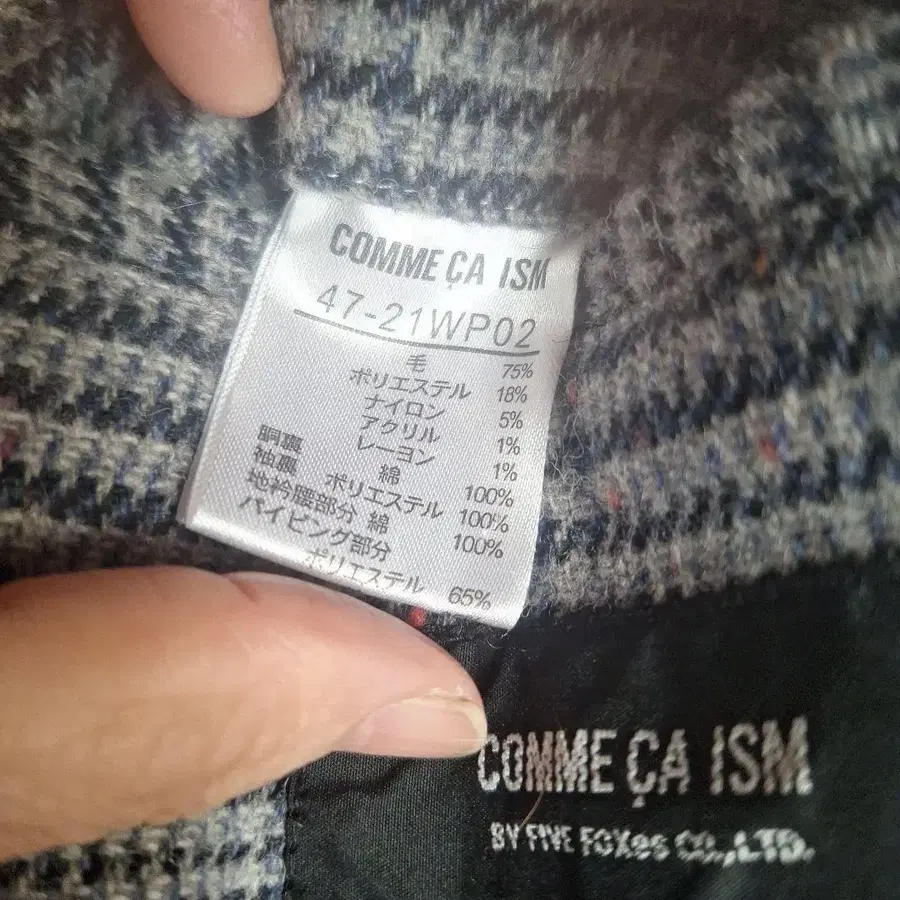 COMME ÇA ISM
47-21WP02
毛 75%
ポリエステル 18%
ナイロン 5%
アクリル 1%
レーヨン 1%
胴裏 綿 100%
袖裏 ポリエステル 100%
地衿腰部分 綿 100%
パイピング部分
ポリエステル 65%
COMME ÇA ISM
BY FIVE FOXes CO.,LTD.